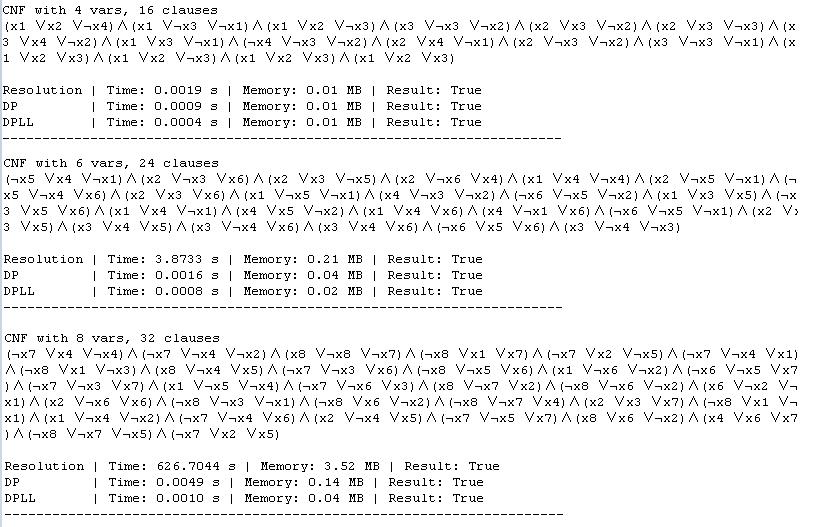 CNF with 4 vars, 16 clauses
(x1 ∨x2 ∨¬x4)∧(x1 ∨¬x3 ∨¬x1)∧(x1 ∨x2 ∨¬x3)∧(x3 ∨¬x3 ∨¬x2)∧(x2 ∨x3 ∨¬x2)∧(x2 ∨x3 ∨¬x3)∧(x
3 ∨x4 ∨¬x2)∧(x1 ∨x3 ∨¬x1)∧(¬x4 ∨¬x3 ∨¬x2)∧(x2 ∨x4 ∨¬x1)∧(x2 ∨¬x3 ∨¬x2)∧(x3 ∨¬x3 ∨¬x1)∧(x
1 ∨x2 ∨x3)∧(x1 ∨x2 ∨¬x3)∧(x1 ∨x2 ∨x3)∧(x1 ∨x2 ∨x3)
Resolution | Time: 0.0019 s | Memory: 0.01 MB | Result: True
DP | Time: 0.0009 s | Memory: 0.01 MB | Result: True
DPLL | Time: 0.0004 s | Memory: 0.01 MB | Result: True
----------------------------------------------------------------------
CNF with 6 vars, 24 clauses
(¬x5 ∨x4 ∨¬x1)∧(x2 ∨¬x3 ∨x6)∧(x2 ∨x3 ∨¬x5)∧(x2 ∨¬x6 ∨x4)∧(x1 ∨x4 ∨¬x4)∧(x2 ∨¬x5 ∨¬x1)∧(¬
x5 ∨¬x4 ∨x6)∧(x2 ∨x3 ∨x6)∧(x1 ∨¬x5 ∨¬x1)∧(x4 ∨¬x3 ∨¬x2)∧(¬x6 ∨¬x5 ∨¬x2)∧(x1 ∨x3 ∨x5)∧(¬x
3 ∨x5 ∨x6)∧(x1 ∨x4 ∨¬x1)∧(x4 ∨x5 ∨¬x2)∧(x1 ∨x4 ∨x6)∧(x4 ∨¬x1 ∨x6)∧(¬x6 ∨¬x5 ∨¬x1)∧(x2 ∨x
3 ∨x5)∧(x3 ∨x4 ∨x5)∧(x3 ∨¬x4 ∨x6)∧(x3 ∨x4 ∨x6)∧(¬x6 ∨x5 ∨x6)∧(x3 ∨¬x4 ∨¬x3)
Resolution | Time: 3.8733 s | Memory: 0.21 MB | Result: True
DP | Time: 0.0016 s | Memory: 0.04 MB | Result: True
DPLL | Time: 0.0008 s | Memory: 0.02 MB | Result: True
----------------------------------------------------------------------
CNF with 8 vars, 32 clauses
(¬x7 ∨x4 ∨¬x4)∧(¬x7 ∨¬x4 ∨¬x2)∧(x8 ∨¬x8 ∨¬x7)∧(¬x8 ∨x1 ∨x7)∧(¬x7 ∨x2 ∨¬x5)∧(¬x7 ∨¬x4 ∨x1)
∧(¬x8 ∨x1 ∨¬x3)∧(x8 ∨¬x4 ∨x5)∧(¬x7 ∨¬x3 ∨x6)∧(¬x8 ∨¬x5 ∨x6)∧(x1 ∨¬x6 ∨¬x2)∧(¬x6 ∨¬x5 ∨x7
)∧(¬x7 ∨¬x3 ∨x7)∧(x1 ∨¬x5 ∨¬x4)∧(¬x7 ∨¬x6 ∨x3)∧(x8 ∨¬x7 ∨x2)∧(¬x8 ∨¬x6 ∨¬x2)∧(x6 ∨¬x2 ∨¬
x1)∧(x2 ∨¬x6 ∨x6)∧(¬x8 ∨¬x3 ∨¬x1)∧(¬x8 ∨x6 ∨¬x2)∧(¬x8 ∨¬x7 ∨x4)∧(x2 ∨x3 ∨x7)∧(¬x8 ∨x1 ∨¬
x1)∧(x1 ∨¬x4 ∨¬x2)∧(¬x7 ∨¬x4 ∨x6)∧(x2 ∨¬x4 ∨x5)∧(¬x7 ∨¬x5 ∨x7)∧(x8 ∨x6 ∨¬x2)∧(x4 ∨x6 ∨x7
)∧(¬x8 ∨¬x7 ∨¬x5)∧(¬x7 ∨x2 ∨x5)
Resolution | Time: 626.7044 s | Memory: 3.52 MB | Result: True
DP | Time: 0.0049 s | Memory: 0.14 MB | Result: True
DPLL | Time: 0.0010 s | Memory: 0.04 MB | Result: True
----------------------------------------------------------------------